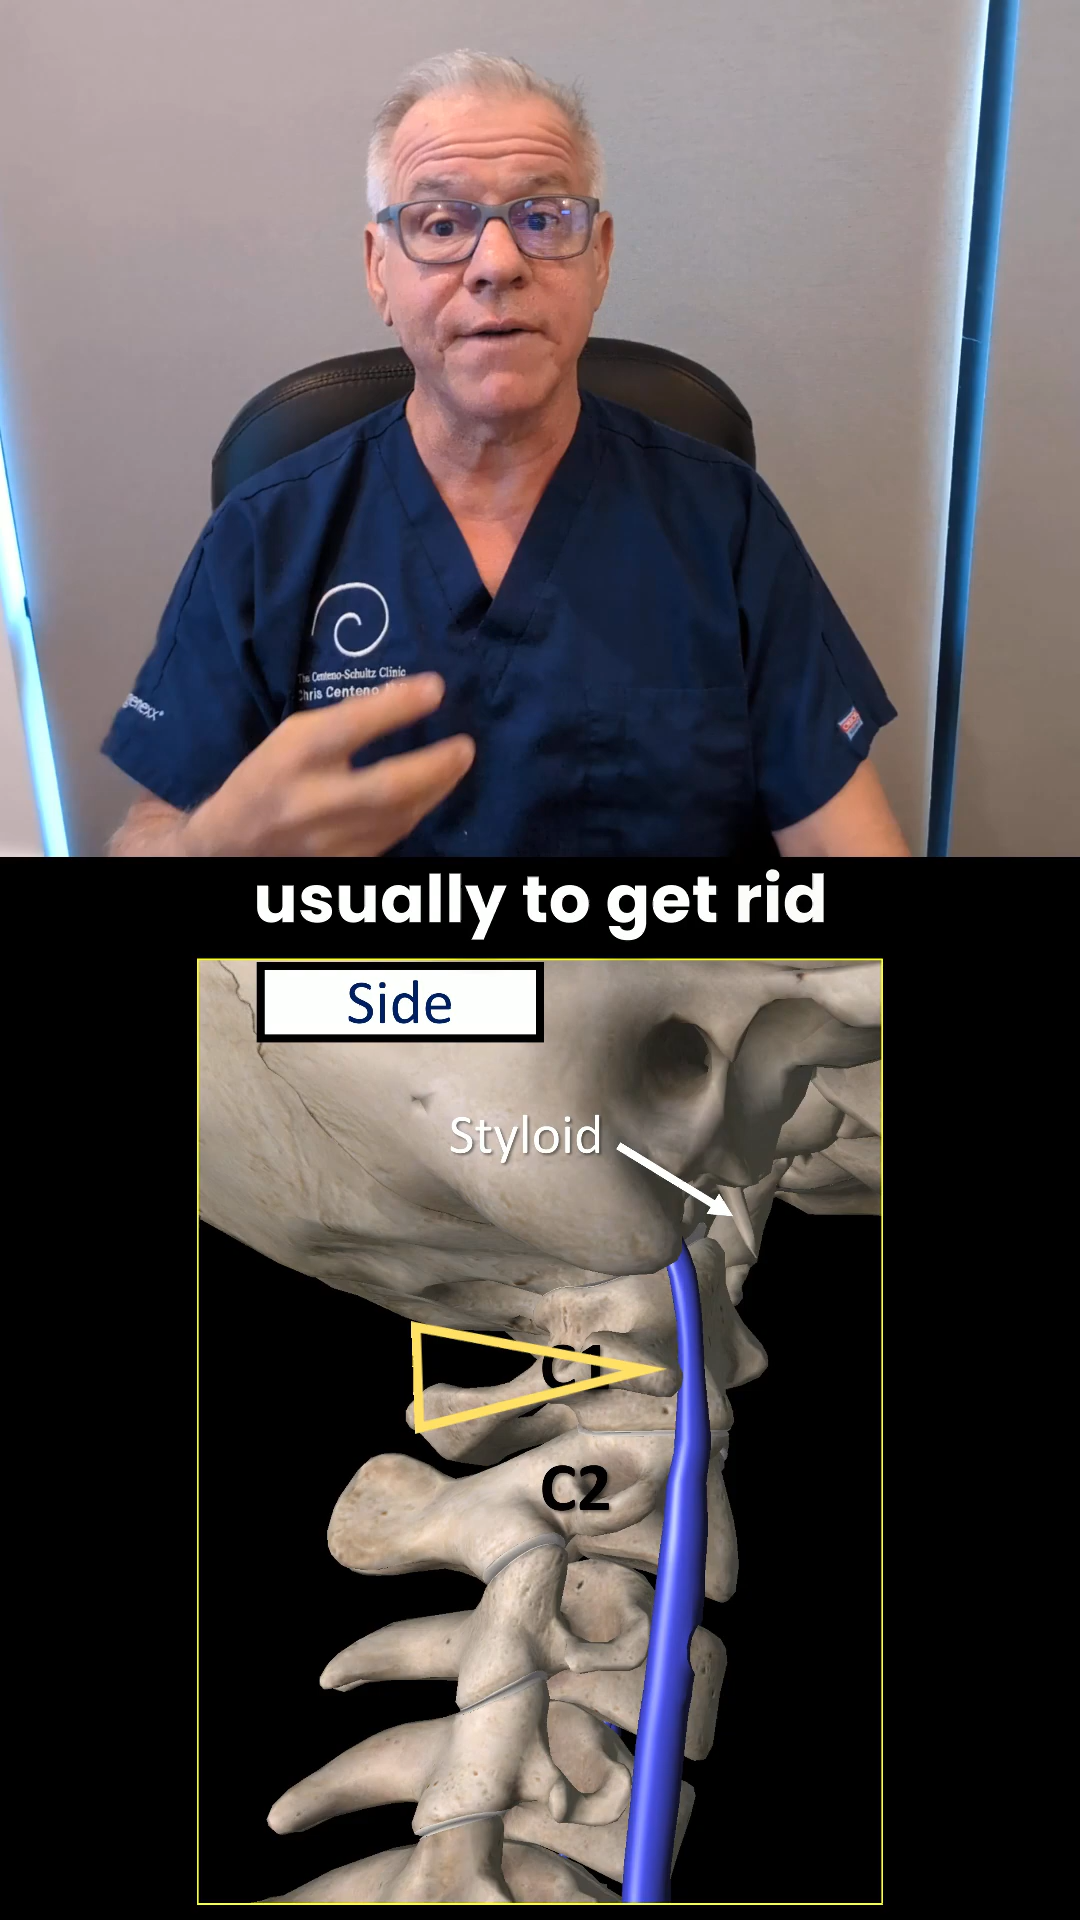 The Centeno-Schultz Clinic
Chris Centeno
usually to get rid
Side
Styloid
C1
C2